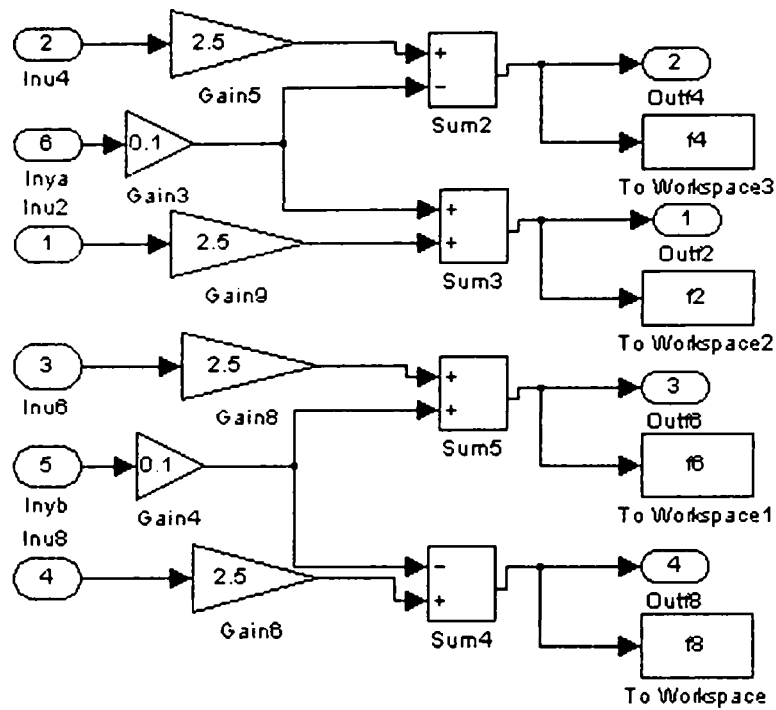 2
Inu4
2.5
Gain5
+
−
Sum2
2
Outf4
f4
To Workspace3
6
Inya
0.1
Gain3
Inu2
1
2.5
Gain9
+
+
Sum3
1
Outf2
f2
To Workspace2
3
Inu6
2.5
Gain8
+
+
Sum5
3
Outf6
f6
To Workspace1
5
Inyb
0.1
Gain4
Inu8
4
2.5
Gain6
−
+
Sum4
4
Outf8
f8
To Workspace